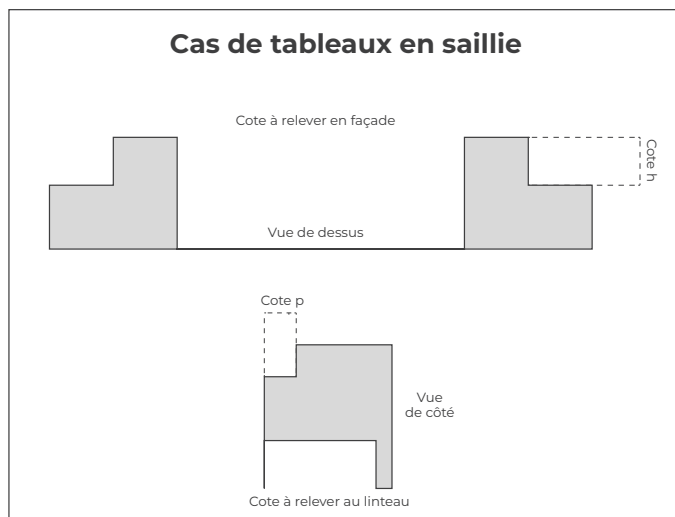 Cas de tableaux en saillie
Cote à relever en façade
Cote h
Vue de dessus
Cote p
Vue
de côté
Cote à relever au linteau